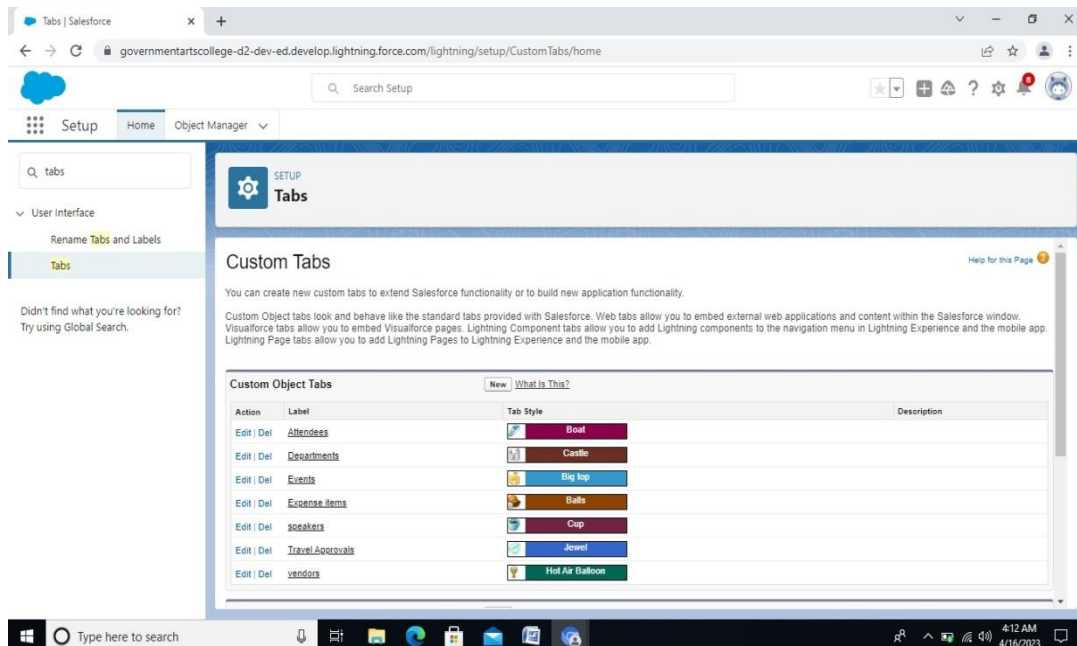 Tabs | Salesforce
governmentartscollege-d2-dev-ed.develop.lightning.force.com/lightning/setup/CustomTabs/home
Search Setup
8
Setup Home Object Manager
tabs
User Interface
Rename Tabs and Labels
Tabs
Didn't find what you're looking for?
Try using Global Search.
SETUP
Tabs
Custom Tabs
Help for this Page ?
You can create new custom tabs to extend Salesforce functionality or to build new application functionality.
Custom Object tabs look and behave like the standard tabs provided with Salesforce. Web tabs allow you to embed external web applications and content within the Salesforce window.
Visualforce tabs allow you to embed Visualforce pages. Lightning Component tabs allow you to add Lightning components to the navigation menu in Lightning Experience and the mobile app.
Lightning Page tabs allow you to add Lightning Pages to Lightning Experience and the mobile app.
Custom Object Tabs New What Is This?
Action Label Tab Style Description
Edit | Del Attendees Boat
Edit | Del Departments Castle
Edit | Del Events Big top
Edit | Del Expense items Balls
Edit | Del speakers Cup
Edit | Del Travel Approvals Jewel
Edit | Del vendors Hot Air Balloon
Type here to search
4:12 AM
4/16/2023